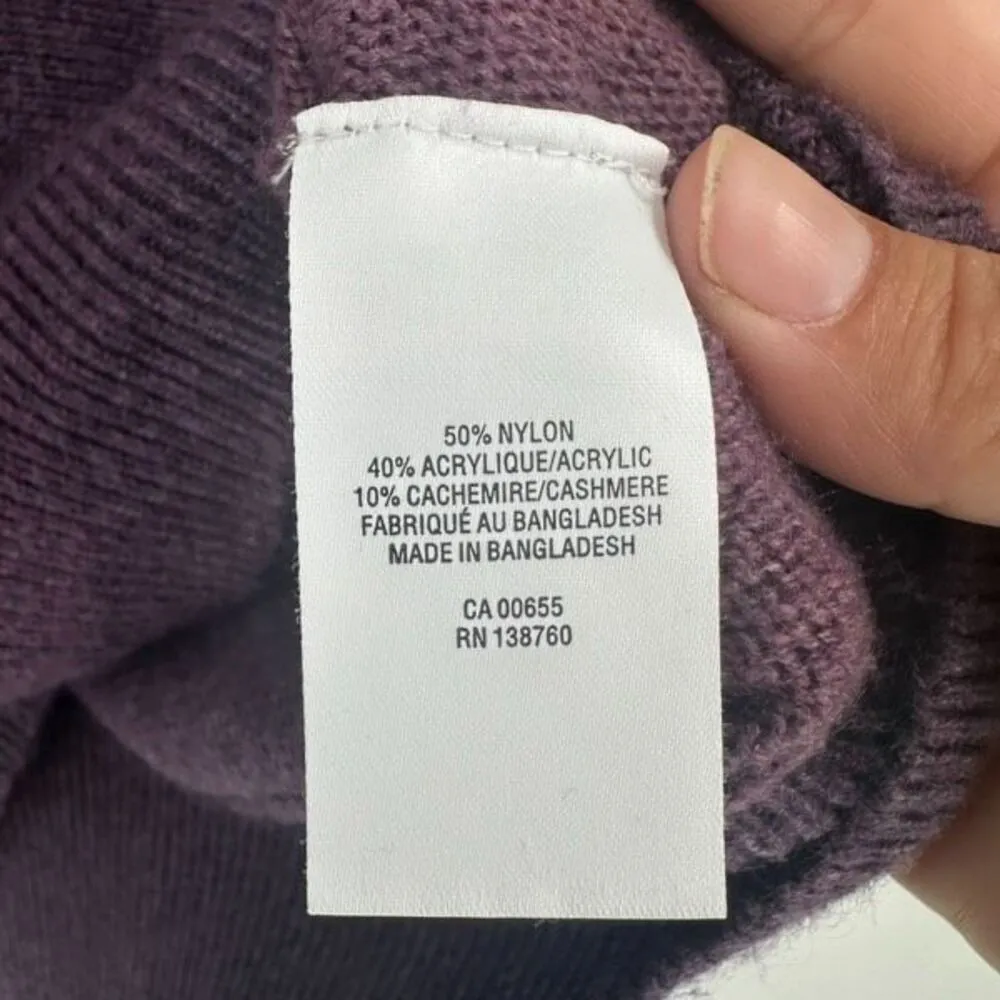 50% NYLON
40% ACRYLIQUE/ACRYLIC
10% CACHEMIRE/CASHMERE
FABRIQUÉ AU BANGLADESH
MADE IN BANGLADESH
CA 00655
RN 138760